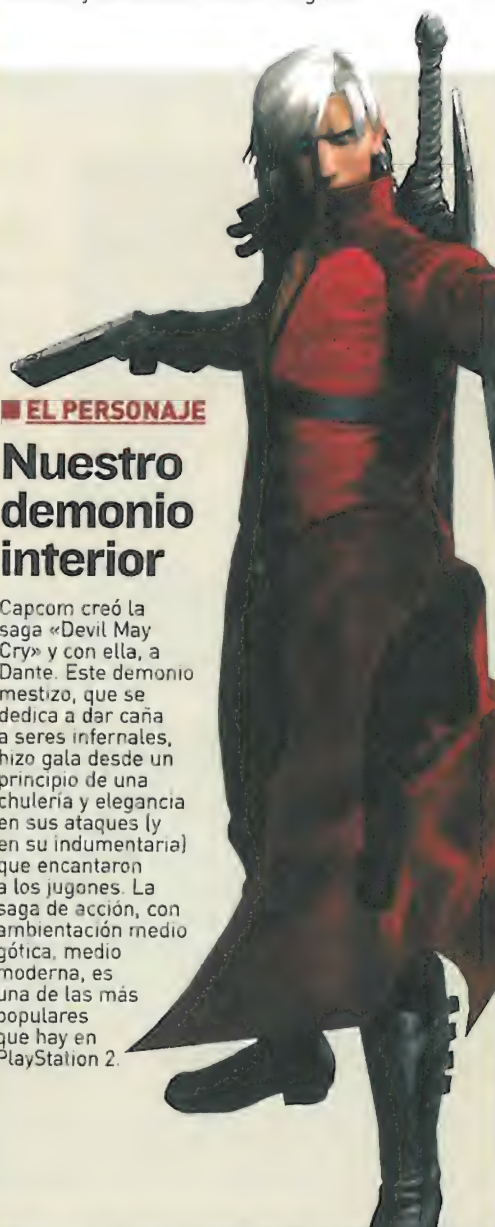 EL PERSONAJE
Nuestro
demonio
interior
Capcom creó la
saga «Devil May
Cry» y con ella, a
Dante. Este demonio
mestizo, que se
dedica a dar caña
a seres infernales,
hizo gala desde un
principio de una
chulería y elegancia
en sus ataques (y
en su indumentaria)
que encantaron
a los jugones. La
saga de acción, con
ambientación medio
gótica, medio
moderna, es
una de las más
populares
que hay en
PlayStation 2.